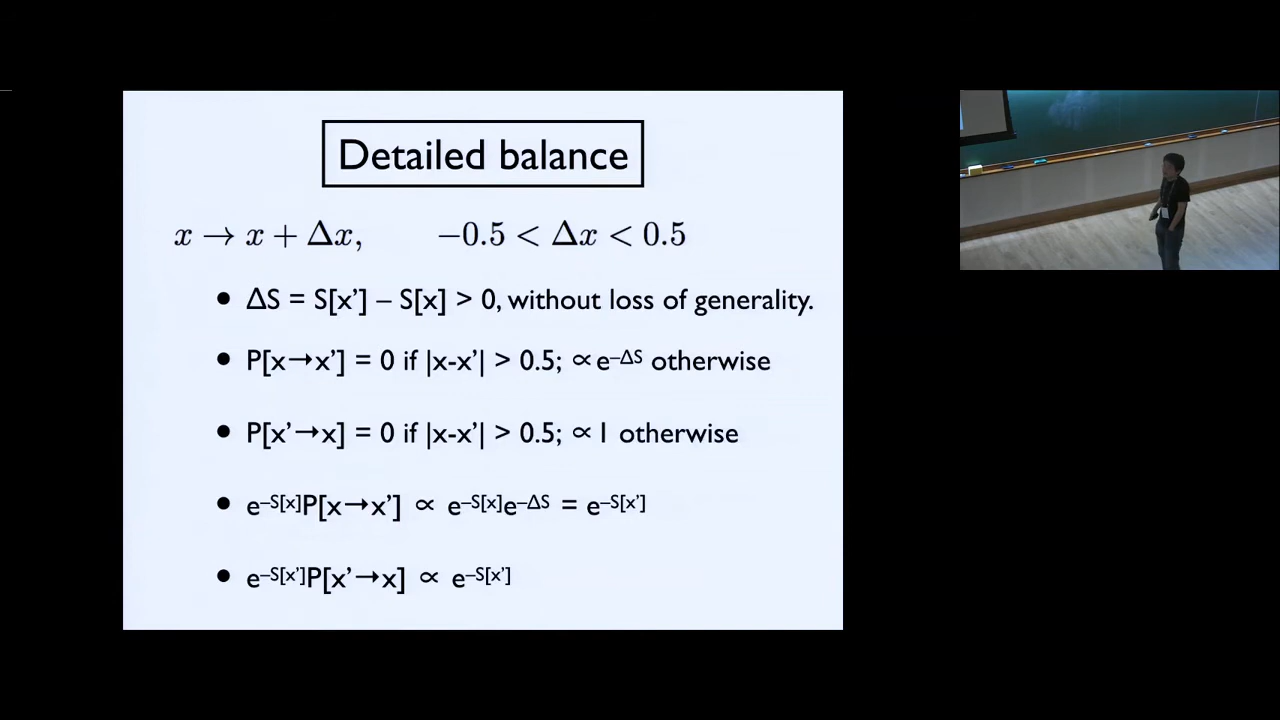 Detailed balance
x → x + Δx, −0.5 < Δx < 0.5
• ΔS = S[x’] – S[x] > 0, without loss of generality.
• P[x→x’] = 0 if |x-x’| > 0.5; ∝ e^–ΔS otherwise
• P[x’→x] = 0 if |x-x’| > 0.5; ∝ 1 otherwise
• e^–S[x]P[x→x’] ∝ e^–S[x]e^–ΔS = e^–S[x’]
• e^–S[x’]P[x’→x] ∝ e^–S[x’]